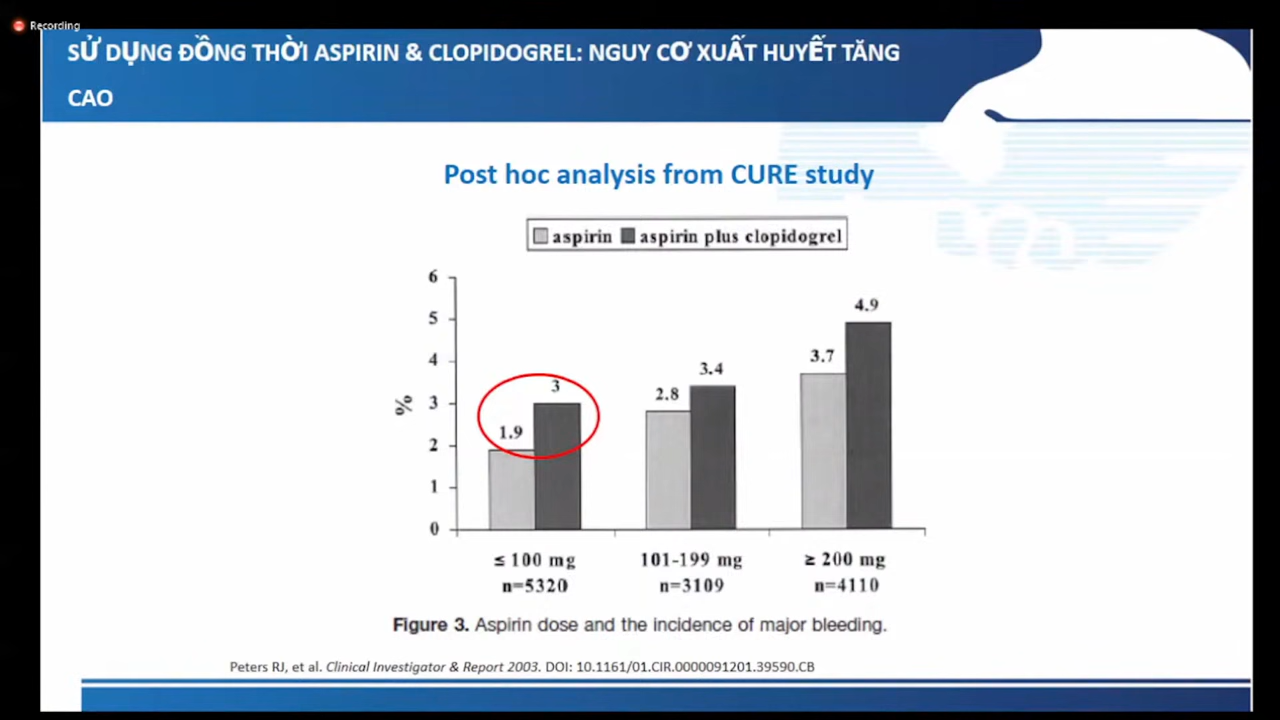 Recording
SỬ DỤNG ĐỒNG THỜI ASPIRIN & CLOPIDOGREL: NGUY CƠ XUẤT HUYẾT TĂNG
CAO
Post hoc analysis from CURE study
aspirin aspirin plus clopidogrel
6
5
4
3
2
1
0
%
1.9
3
2.8
3.4
3.7
4.9
≤ 100 mg 101-199 mg ≥ 200 mg
n=5320 n=3109 n=4110
Figure 3. Aspirin dose and the incidence of major bleeding.
Peters RJ, et al. Clinical Investigator & Report 2003. DOI: 10.1161/01.CIR.0000091201.39590.CB